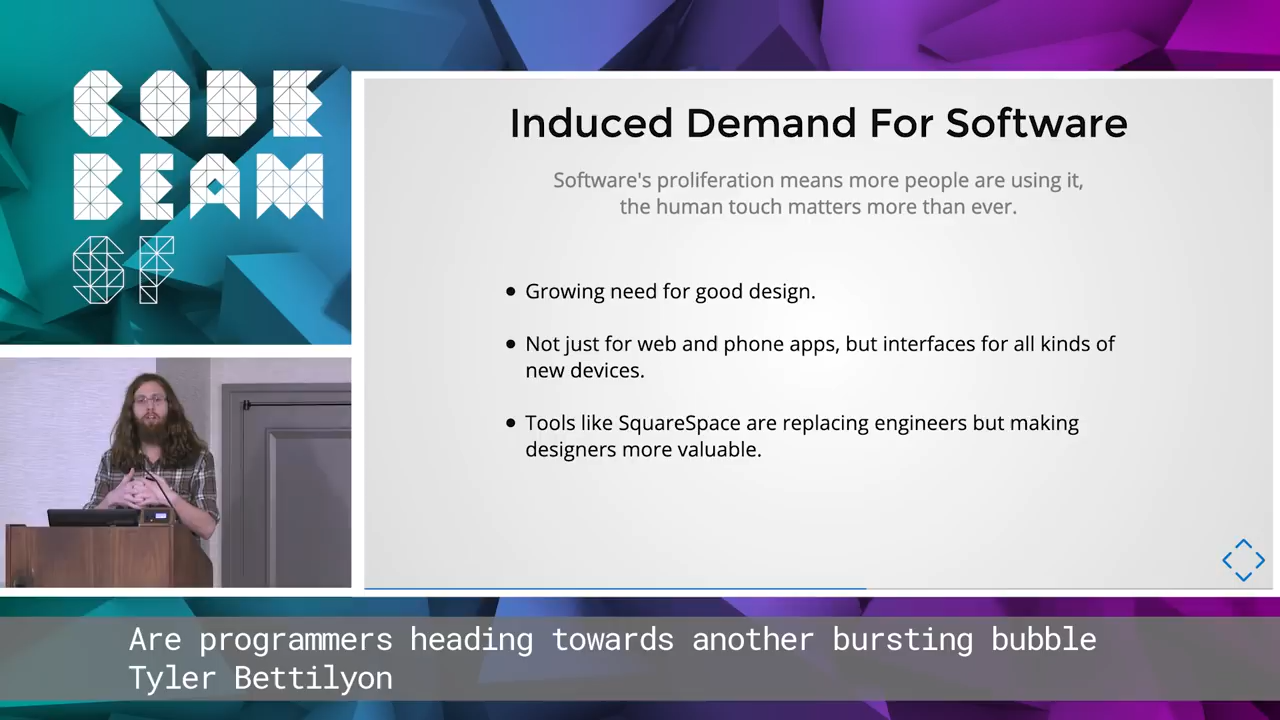 CODE
BEAM
SF
Induced Demand For Software
Software's proliferation means more people are using it,
the human touch matters more than ever.
Growing need for good design.
Not just for web and phone apps, but interfaces for all kinds of
new devices.
Tools like SquareSpace are replacing engineers but making
designers more valuable.
Are programmers heading towards another bursting bubble
Tyler Bettilyon